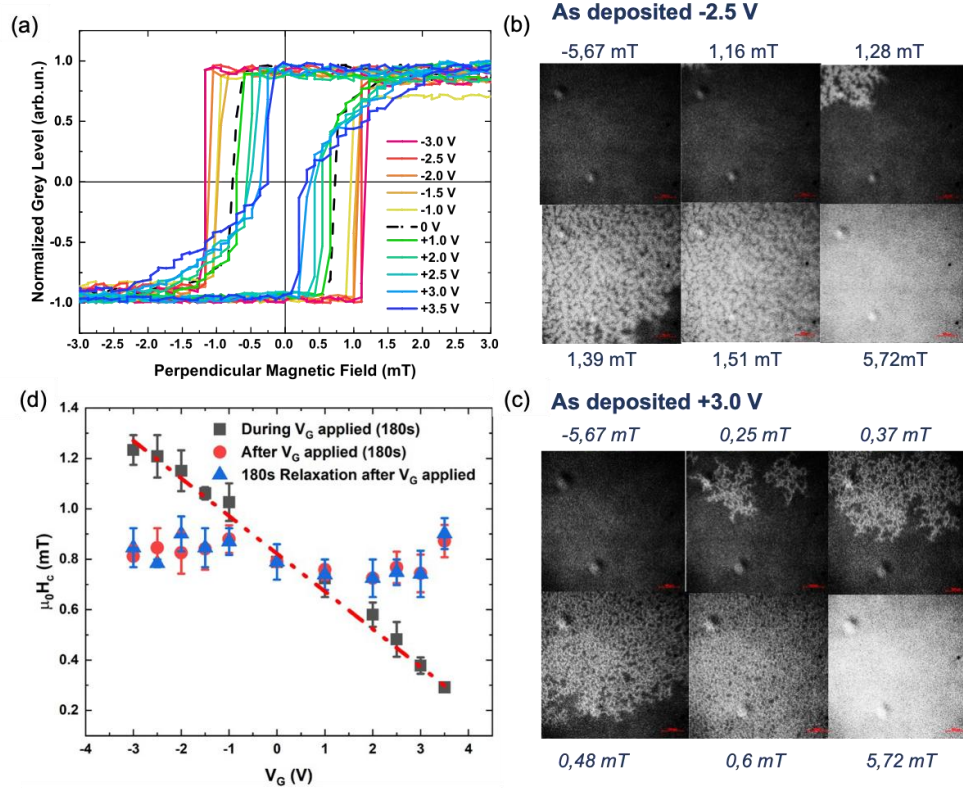 (a)
Normalized Grey Level (arb.un.)
1.0
0.5
0.0
-0.5
-1.0
-3.0 V
-2.5 V
-2.0 V
-1.5 V
-1.0 V
0 V
+1.0 V
+2.0 V
+2.5 V
+3.0 V
+3.5 V
-3.0 -2.5 -2.0 -1.5 -1.0 -0.5 0.0 0.5 1.0 1.5 2.0 2.5 3.0
Perpendicular Magnetic Field (mT)
(b)
As deposited -2.5 V
-5,67 mT 1,16 mT 1,28 mT
1,39 mT 1,51 mT 5,72mT
(d)
μ₀Hc (mT)
1.4
1.2
1.0
0.8
0.6
0.4
0.2
During VG applied (180s)
After VG applied (180s)
180s Relaxation after VG applied
-4 -3 -2 -1 0 1 2 3 4
VG (V)
(c)
As deposited +3.0 V
-5,67 mT 0,25 mT 0,37 mT
0,48 mT 0,6 mT 5,72 mT